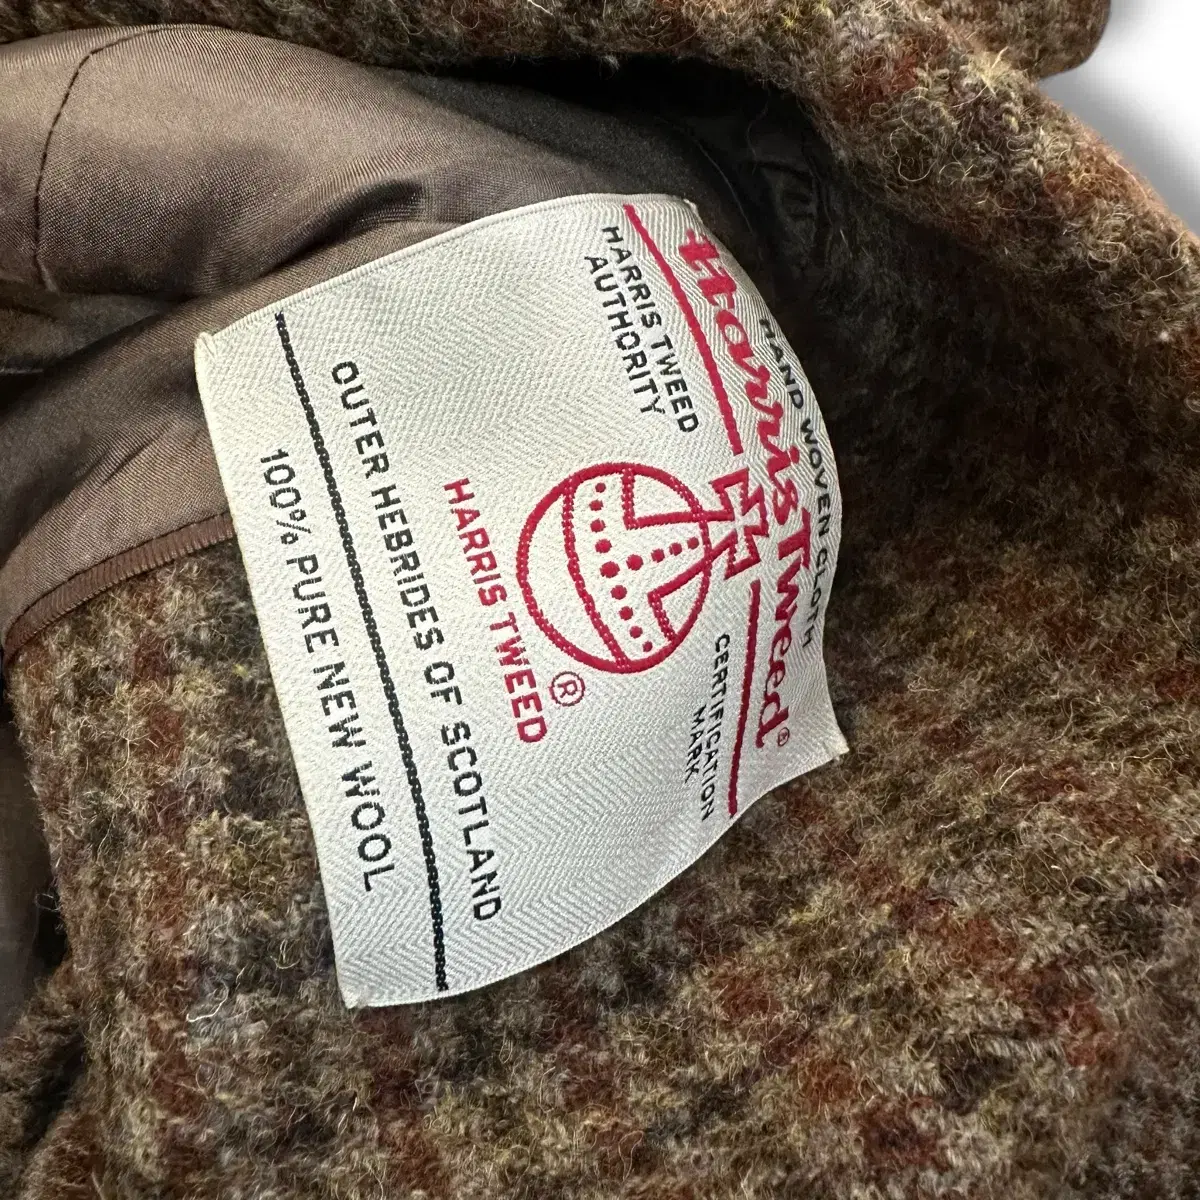 HAND WOVEN CLOTH
Harris Tweed®
HARRIS TWEED
AUTHORITY
CERTIFICATION
MARK
HARRIS TWEED®
OUTER HEBRIDES OF SCOTLAND
100% PURE NEW WOOL